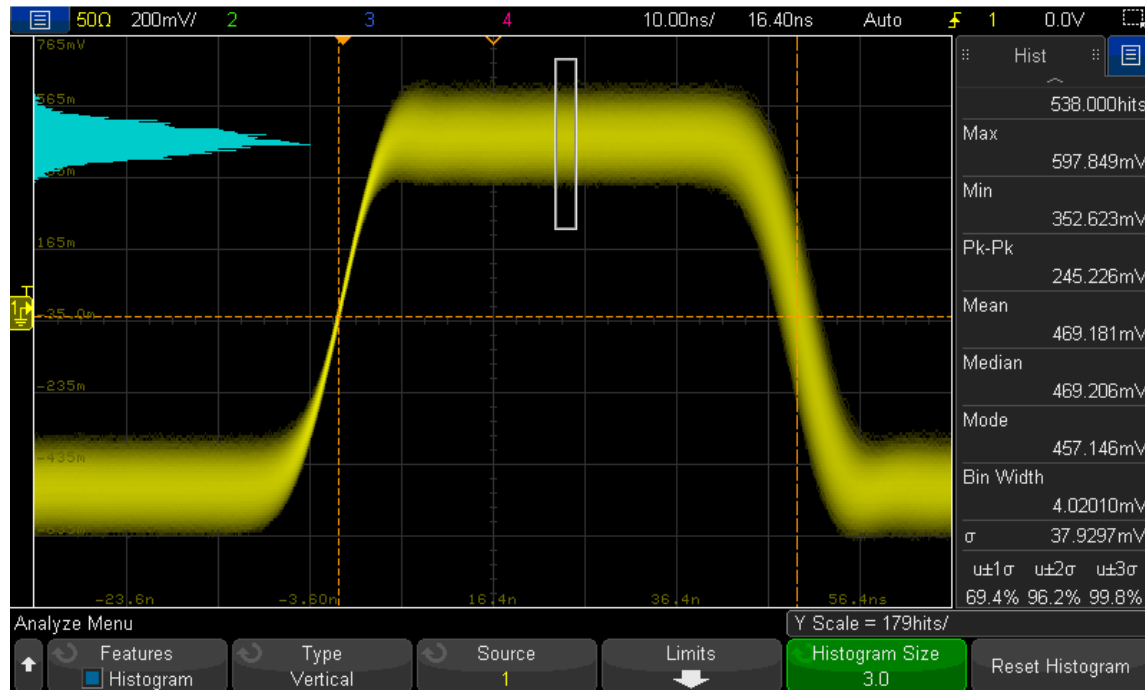 50Ω 200mV/ 2 3 4 10.00ns/ 16.40ns Auto 1 0.0V
765mV
565m
165m
-35.0m
-235m
-435m
-23.6n -3.60n 16.4n 36.4n 56.4ns
1
T
Hist
538.000hits
Max
597.849mV
Min
352.623mV
Pk-Pk
245.226mV
Mean
469.181mV
Median
469.206mV
Mode
457.146mV
Bin Width
4.02010mV
σ 37.9297mV
u±1σ u±2σ u±3σ
69.4% 96.2% 99.8%
Analyze Menu
Y Scale = 179hits/
Features
Histogram
Type
Vertical
Source
1
Limits
Histogram Size
3.0
Reset Histogram